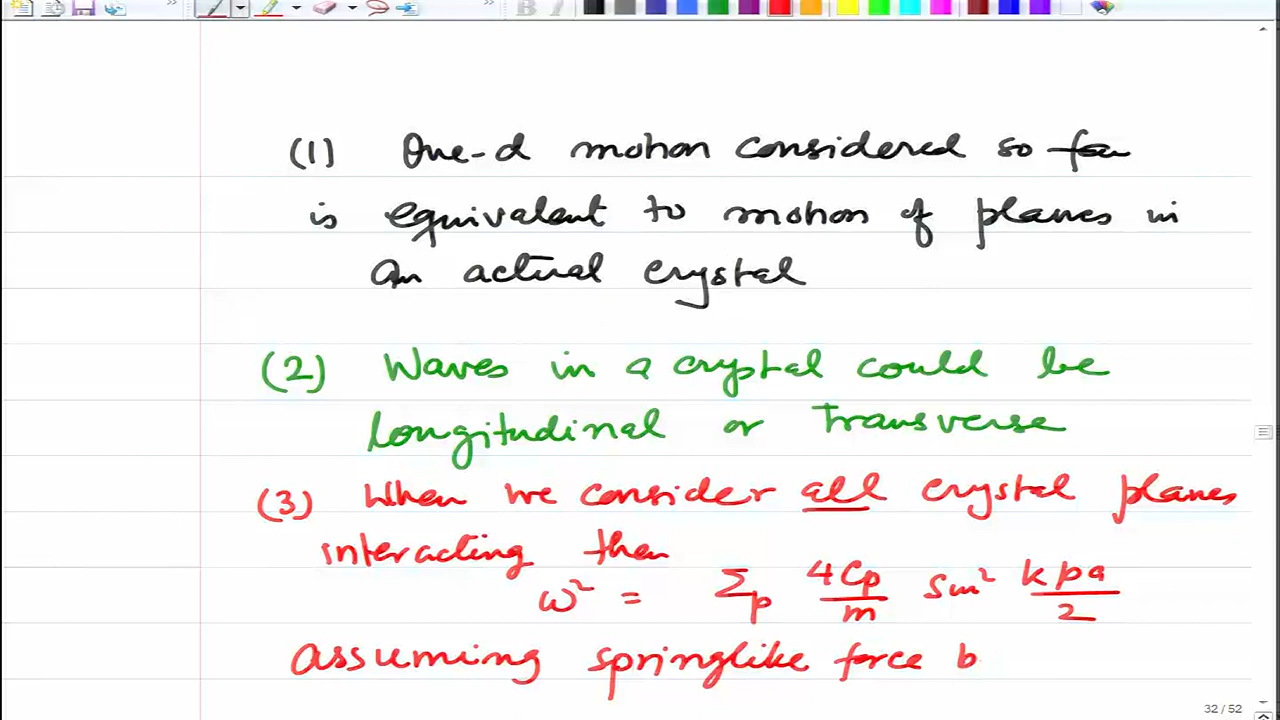 (1) One-d motion considered so far
is equivalent to motion of planes in
an actual crystal
(2) Waves in a crystal could be
longitudinal or transverse
(3) When we consider all crystal planes
interacting then
ω² = Σp 4Cp/m sin² kpa/2
assuming springlike force b
32 / 52